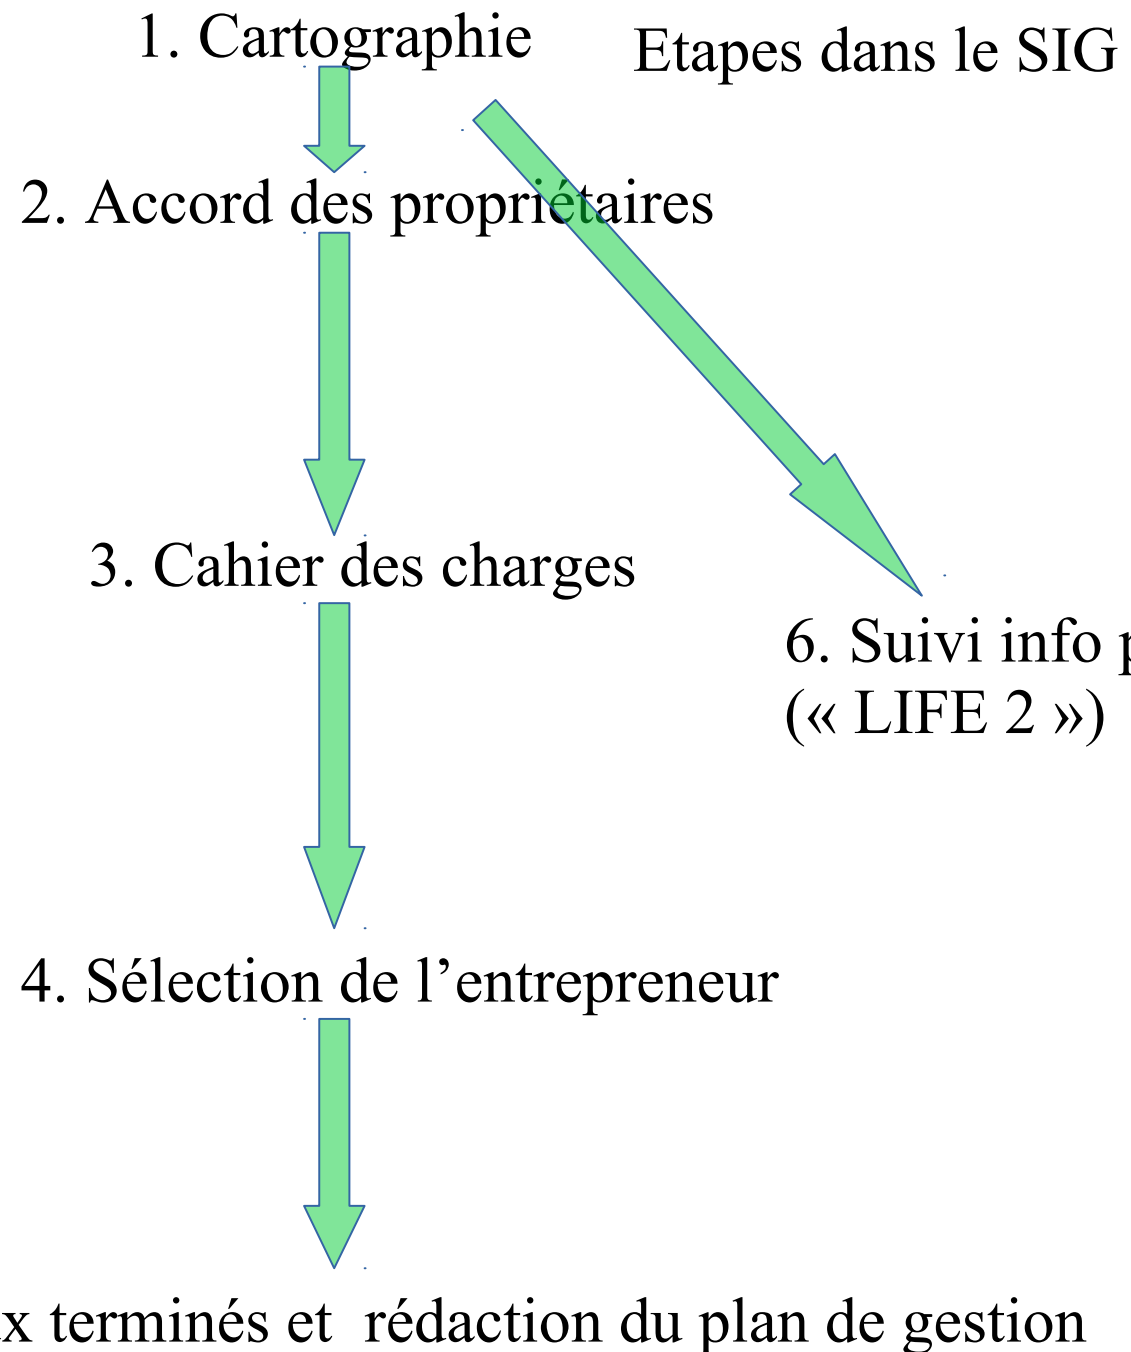 1. Cartographie
Etapes dans le SIG
2. Accord des propriétaires
3. Cahier des charges
6. Suivi info
(« LIFE 2 »)
4. Sélection de l’entrepreneur
terminés et rédaction du plan de gestion